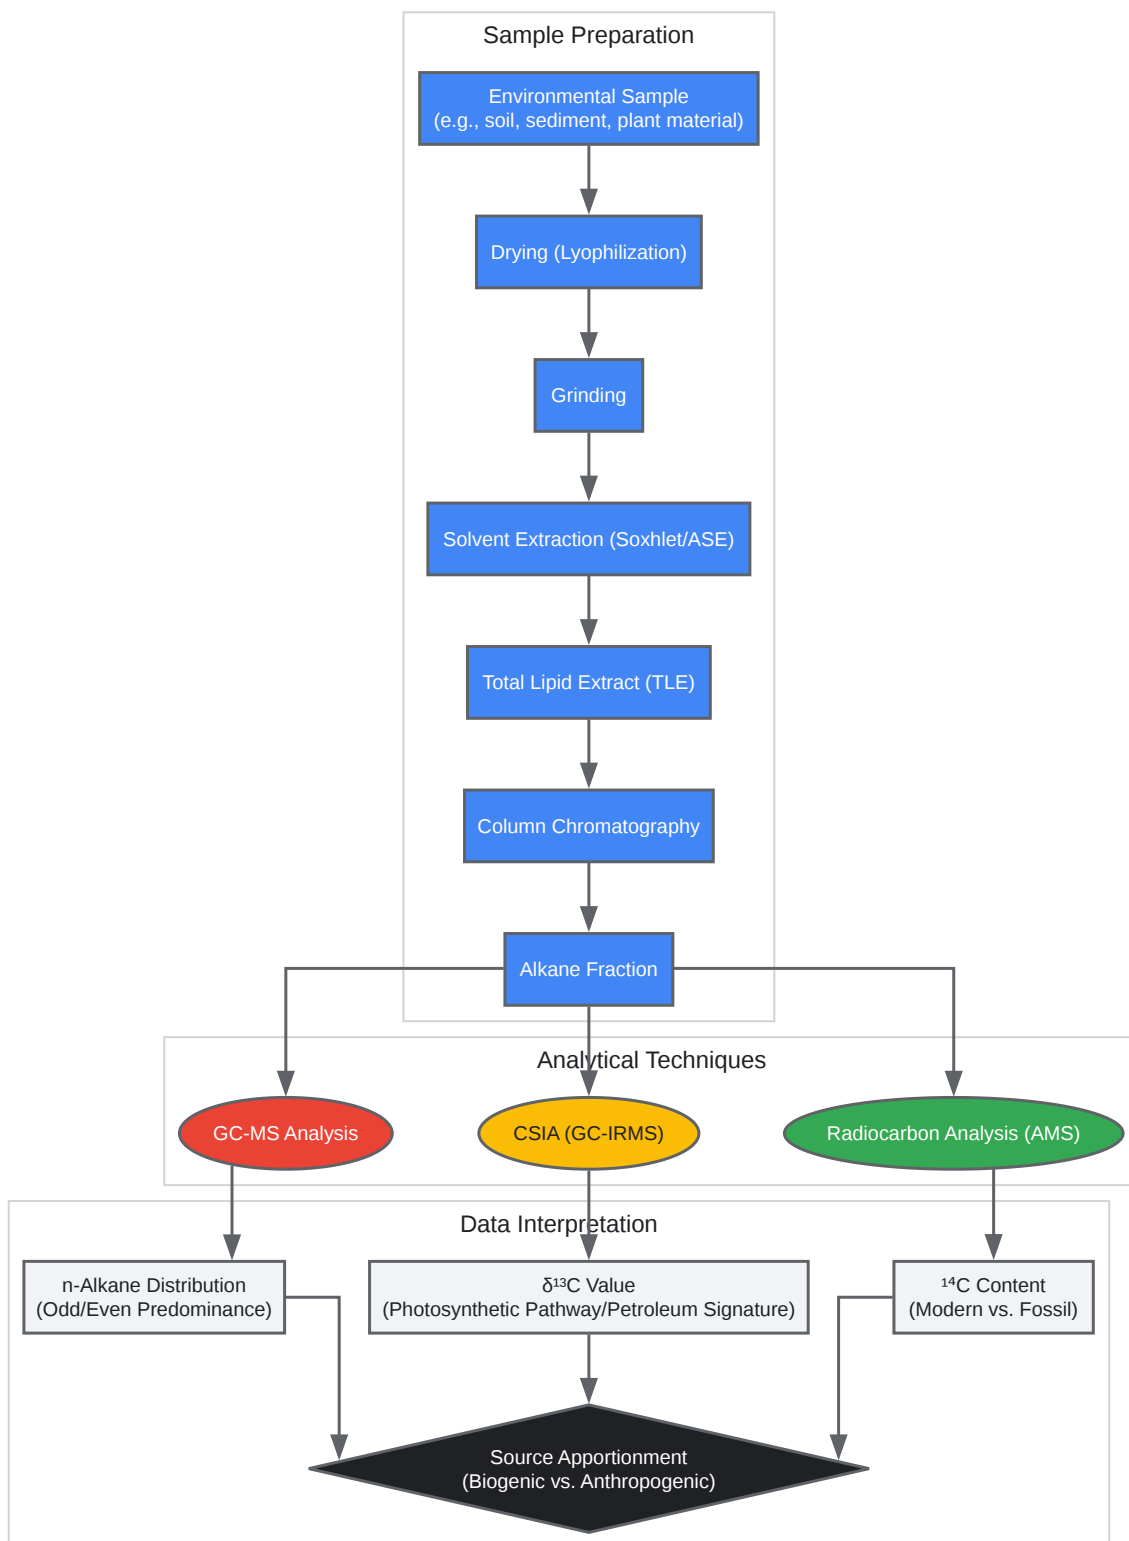 Sample Preparation
Environmental Sample
(e.g., soil, sediment, plant material)
Drying (Lyophilization)
Grinding
Solvent Extraction (Soxhlet/ASE)
Total Lipid Extract (TLE)
Column Chromatography
Alkane Fraction
Analytical Techniques
GC-MS Analysis
CSIA (GC-IRMS)
Radiocarbon Analysis (AMS)
Data Interpretation
n-Alkane Distribution
(Odd/Even Predominance)
δ¹³C Value
(Photosynthetic Pathway/Petroleum Signature)
¹⁴C Content
(Modern vs. Fossil)
Source Apportionment
(Biogenic vs. Anthropogenic)